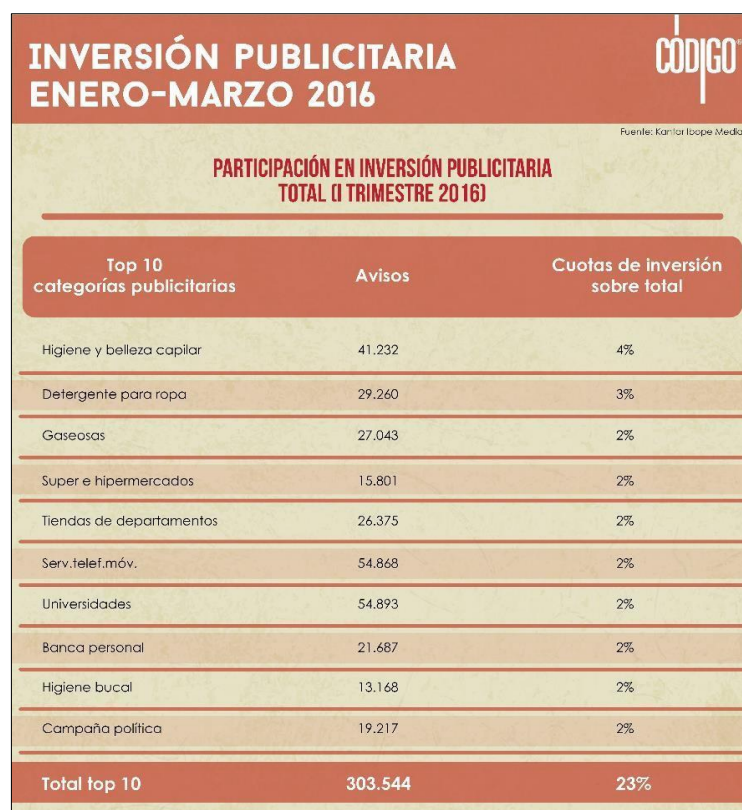 INVERSIÓN PUBLICITARIA
ENERO-MARZO 2016
CÓDIGO®
Fuente: Kantar Ibope Media
PARTICIPACIÓN EN INVERSIÓN PUBLICITARIA
TOTAL (I TRIMESTRE 2016)
Top 10
categorías publicitarias
Avisos
Cuotas de inversión
sobre total
Higiene y belleza capilar 41.232 4%
Detergente para ropa 29.260 3%
Gaseosas 27.043 2%
Super e hipermercados 15.801 2%
Tiendas de departamentos 26.375 2%
Serv.telef.móv. 54.868 2%
Universidades 54.893 2%
Banca personal 21.687 2%
Higiene bucal 13.168 2%
Campaña política 19.217 2%
Total top 10 303.544 23%